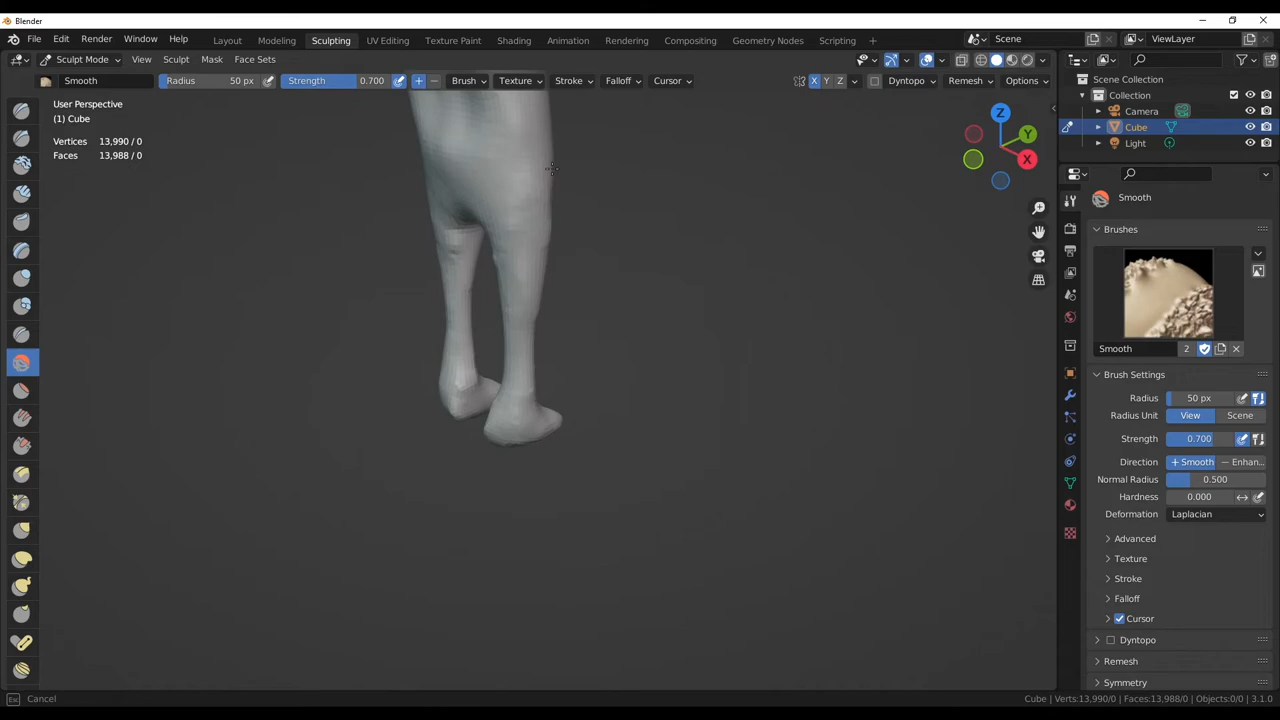 Blender
File Edit Render Window Help Layout Modeling Sculpting UV Editing Texture Paint Shading Animation Rendering Compositing Geometry Nodes Scripting + Scene ViewLayer
Sculpt Mode View Sculpt Mask Face Sets
Smooth Radius 50 px Strength 0.700 + − Brush Texture Stroke Falloff Cursor X Y Z Dyntopo Remesh Options
User Perspective
(1) Cube
Vertices 13,990 / 0
Faces 13,988 / 0
Z
Y
X
Scene Collection
Collection
Camera
Cube
Light
Smooth
Brushes
Smooth 2
Brush Settings
Radius 50 px
Radius Unit View Scene
Strength 0.700
Direction + Smooth − Enhan...
Normal Radius 0.500
Hardness 0.000
Deformation Laplacian
Advanced
Texture
Stroke
Falloff
Cursor
Dyntopo
Remesh
Symmetry
Esc Cancel
Cube | Verts:13,990/0 | Faces:13,988/0 | Objects:0/0 | 3.1.0